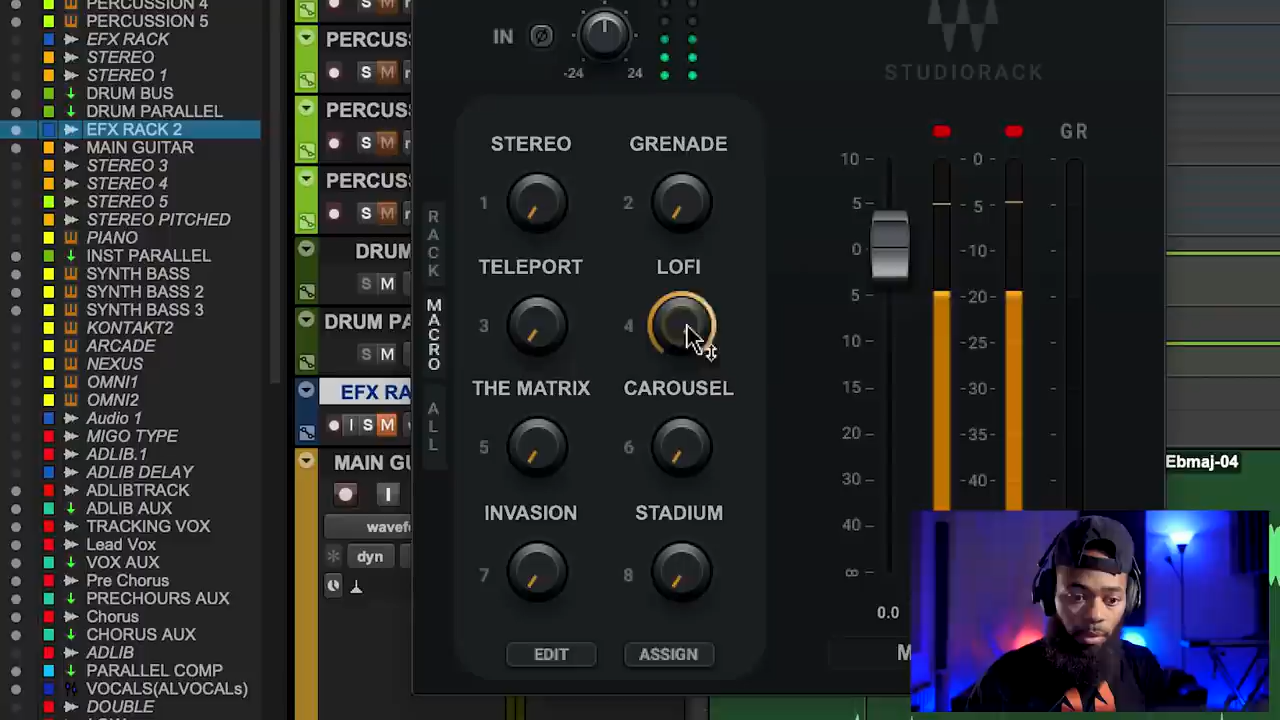 PERCUSSION 4
PERCUSSION 5
EFX RACK
STEREO
STEREO 1
DRUM BUS
DRUM PARALLEL
EFX RACK 2
MAIN GUITAR
STEREO 3
STEREO 4
STEREO 5
STEREO PITCHED
PIANO
INST PARALLEL
SYNTH BASS
SYNTH BASS 2
SYNTH BASS 3
KONTAKT2
ARCADE
NEXUS
OMNI1
OMNI2
Audio 1
MIGO TYPE
ADLIB.1
ADLIB DELAY
ADLIBTRACK
ADLIB AUX
TRACKING VOX
Lead Vox
VOX AUX
Pre Chorus
PRECHOURS AUX
Chorus
CHORUS AUX
ADLIB
PARALLEL COMP
VOCALS(ALVOCALs)
DOUBLE
S M
PERCUS
S M
PERCUS
S M
PERCUS
S M
DRUM
S M
DRUM PA
S M
EFX RA
I S M
MAIN GU
I
wavef
dyn
IN
-24 24
STUDIORACK
RACK
MACRO
ALL
STEREO GRENADE
1 2
TELEPORT LOFI
3 4
THE MATRIX CAROUSEL
5 6
INVASION STADIUM
7 8
EDIT ASSIGN
GR
10 0
5 -5
0 -10
5 -20
10 -25
15 -30
20 -35
30 -40
40
∞
0.0
M
Ebmaj-04